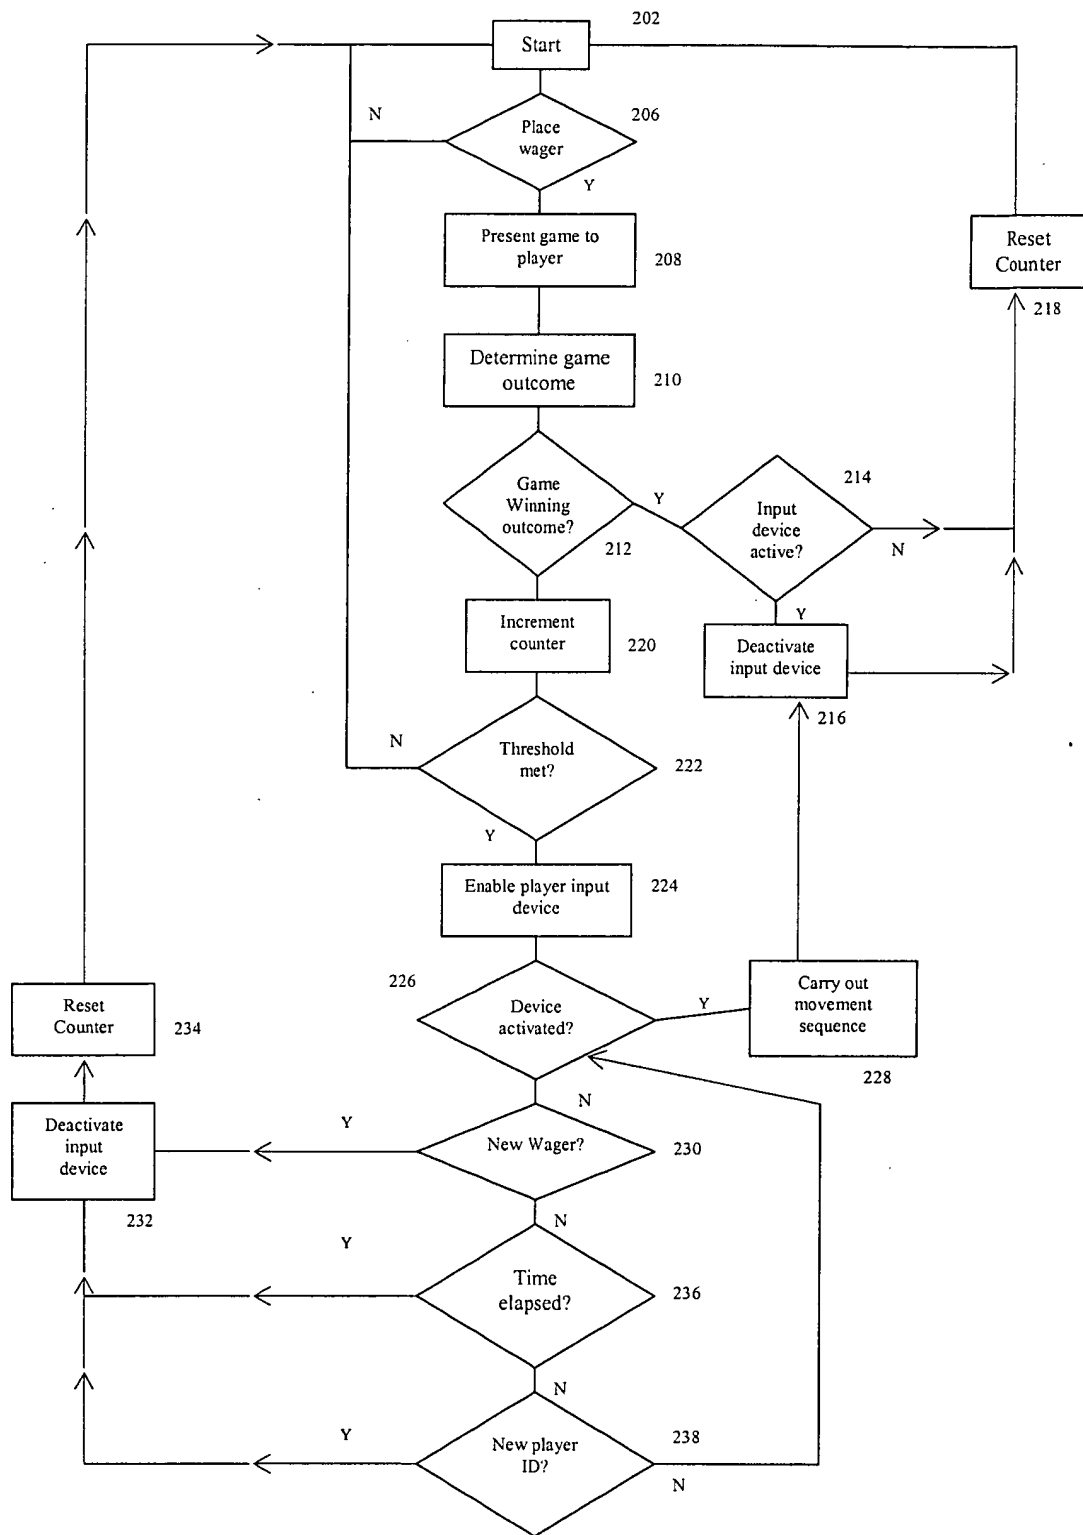 202
Start
N
206
Place
wager
Y
Present game to
player
208
Reset
Counter
218
Determine game
outcome
210
Game
Winning
outcome?
212
Y
214
Input
device
active?
N
Y
Increment
counter
220
Deactivate
input device
216
N
Threshold
met?
222
Y
Enable player input
device
224
226
Device
activated?
Y
Carry out
movement
sequence
228
Reset
Counter
234
N
Deactivate
input
device
232
Y
New Wager?
230
N
Y
Time
elapsed?
236
N
Y
New player
ID?
238
N